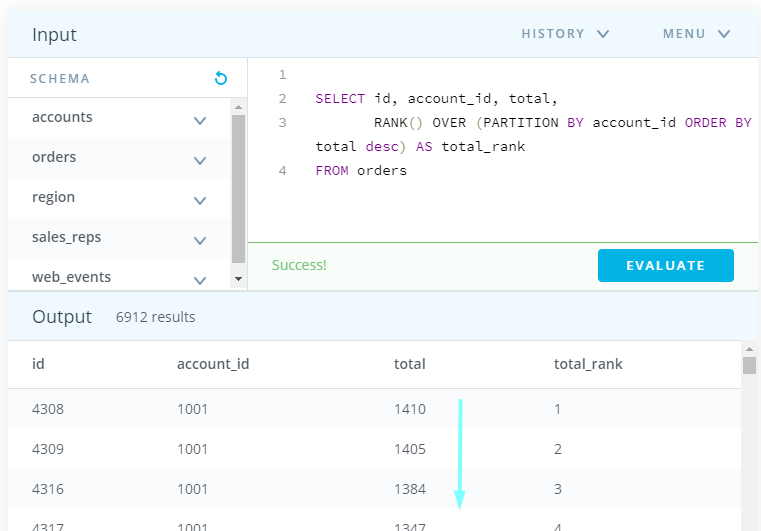 Input
HISTORY
MENU
SCHEMA
accounts
orders
region
sales_reps
web_events
1
2 SELECT id, account_id, total,
3 RANK() OVER (PARTITION BY account_id ORDER BY
total desc) AS total_rank
4 FROM orders
Success!
EVALUATE
Output 6912 results
id account_id total total_rank
4308 1001 1410 1
4309 1001 1405 2
4316 1001 1384 3
4317 1001 1347 4